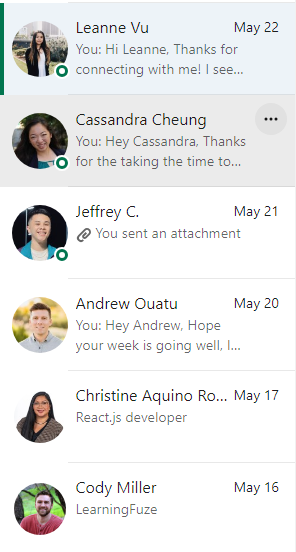 Leanne Vu May 22
You: Hi Leanne, Thanks for
connecting with me! I see...
Cassandra Cheung
You: Hey Cassandra, Thanks
for the taking the time to...
Jeffrey C. May 21
You sent an attachment
Andrew Ouatu May 20
You: Hey Andrew, Hope
your week is going well, I...
Christine Aquino Ro... May 17
React.js developer
Cody Miller May 16
LearningFuze